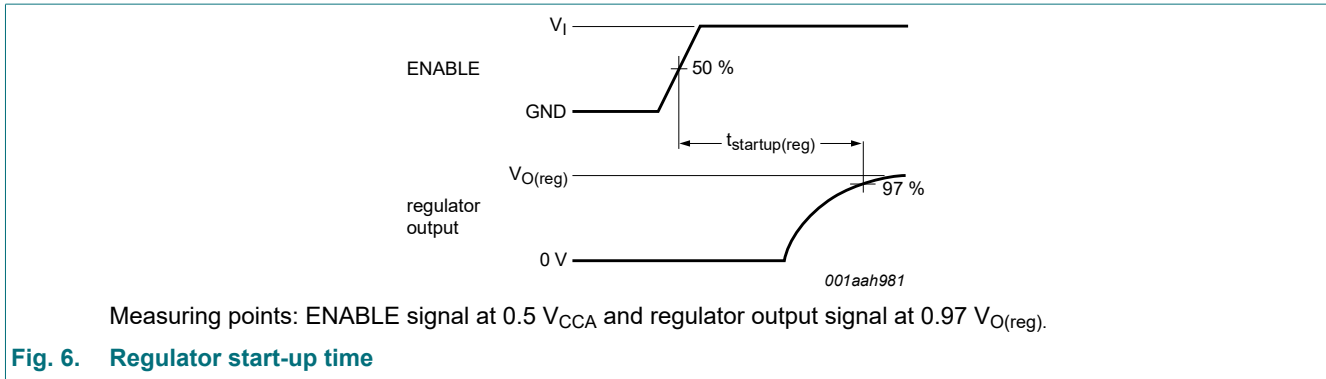 V_I
ENABLE
50 %
GND
t_startup(reg)
V_O(reg)
97 %
regulator
output
0 V
001aah981
Measuring points: ENABLE signal at 0.5 V_CCA and regulator output signal at 0.97 V_O(reg).
Fig. 6. Regulator start-up time